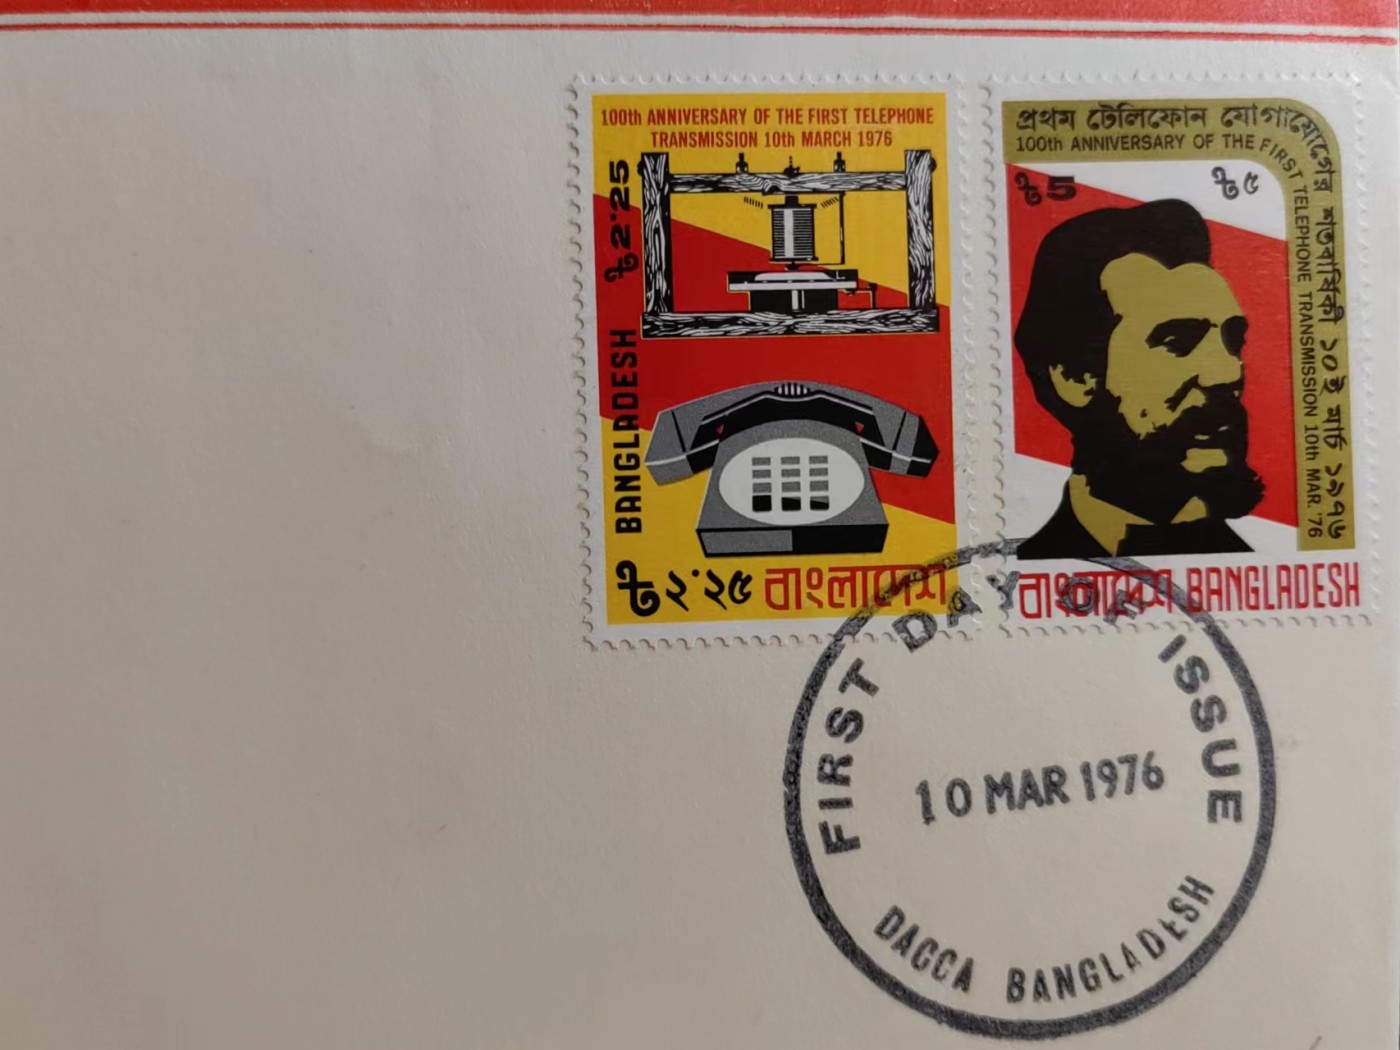 100th ANNIVERSARY OF THE FIRST TELEPHONE
TRANSMISSION 10th MARCH 1976
৳ 2·25
BANGLADESH
৳ ২·২৫ বাংলাদেশ
প্রথম টেলিফোন যোগাযোগের শতবার্ষিকী ১০ই মার্চ ১৯৭৬
100th ANNIVERSARY OF THE FIRST TELEPHONE TRANSMISSION 10th MAR. '76
৳ 5
৳ ৫
বাংলাদেশ BANGLADESH
FIRST DAY OF ISSUE
10 MAR 1976
DACCA BANGLADESH